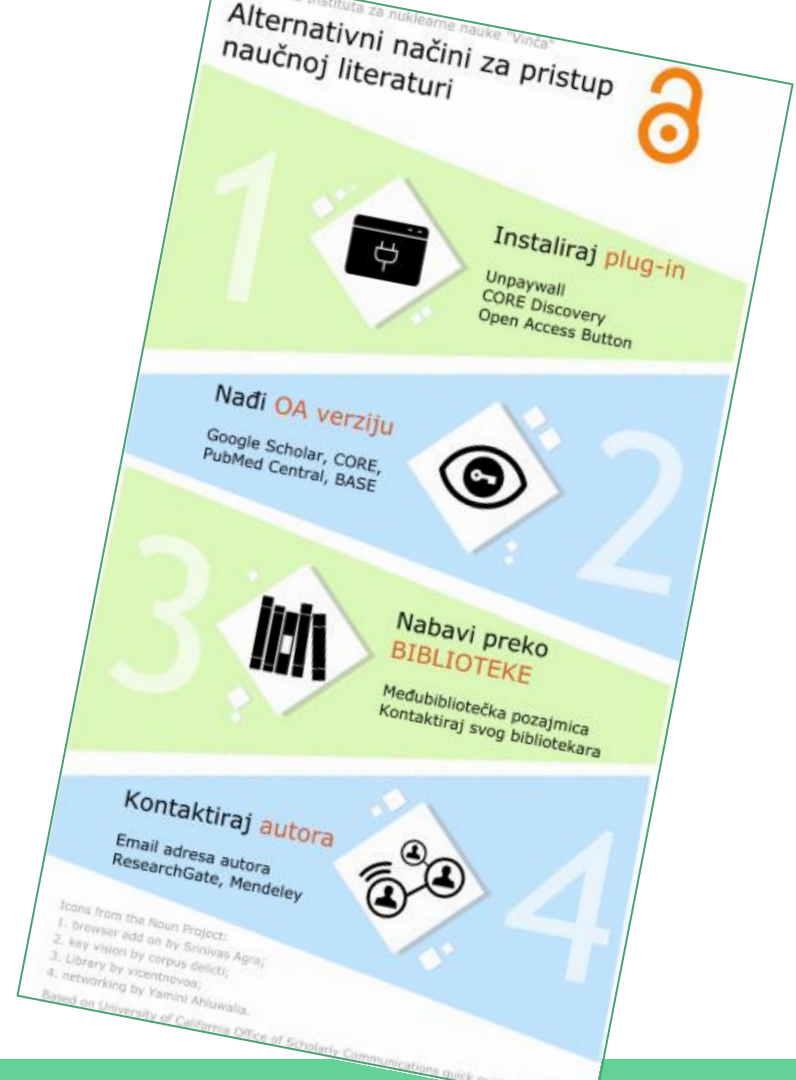 Instituta za nuklearne nauke "Vinča"
Alternativni načini za pristup
naučnoj literaturi
1
Instaliraj plug-in
Unpaywall
CORE Discovery
Open Access Button
Nađi OA verziju
Google Scholar, CORE,
PubMed Central, BASE
2
3
Nabavi preko
BIBLIOTEKE
Međubibliotečka pozajmica
Kontaktiraj svog bibliotekara
Kontaktiraj autora
Email adresa autora
ResearchGate, Mendeley
4
Icons from the Noun Project:
1. browser add on by Srinivas Agra;
2. key vision by corpus delicti;
3. Library by vicentnovoa;
4. networking by Yamini Ahluwalia.
Based on University of California Office of Scholarly Communications quick